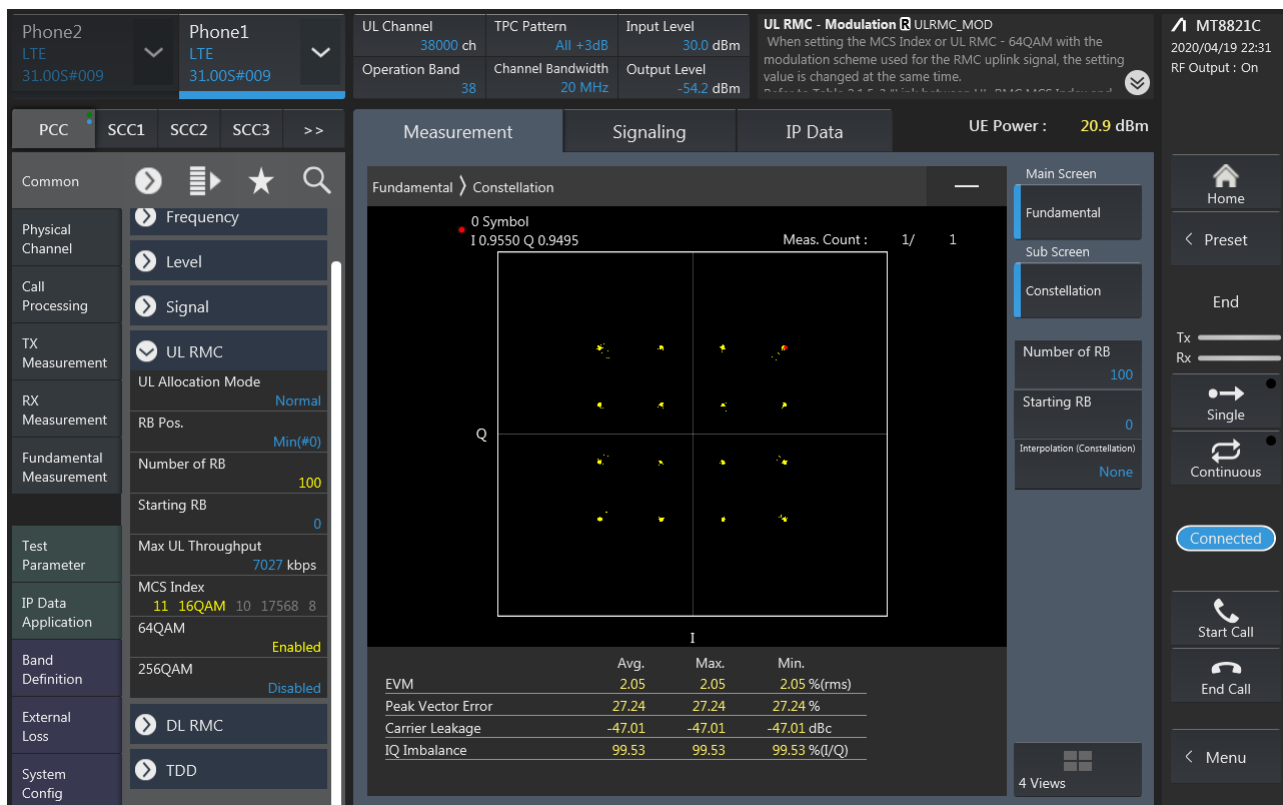 Phone2
LTE
31.00S#009
Phone1
LTE
31.00S#009
UL Channel
38000 ch
Operation Band
38
TPC Pattern
All +3dB
Channel Bandwidth
20 MHz
Input Level
30.0 dBm
Output Level
-54.2 dBm
UL RMC - Modulation R ULRMC_MOD
When setting the MCS Index or UL RMC - 64QAM with the
modulation scheme used for the RMC uplink signal, the setting
value is changed at the same time.
MT8821C
2020/04/19 22:31
RF Output : On
PCC
SCC1
SCC2
SCC3
>>
Measurement
Signaling
IP Data
UE Power : 20.9 dBm
Common
Physical
Channel
Call
Processing
TX
Measurement
RX
Measurement
Fundamental
Measurement
Test
Parameter
IP Data
Application
Band
Definition
External
Loss
System
Config
Frequency
Level
Signal
UL RMC
UL Allocation Mode
Normal
RB Pos.
Min(#0)
Number of RB
100
Starting RB
0
Max UL Throughput
7027 kbps
MCS Index
11 16QAM 10 17568 8
64QAM
Enabled
256QAM
Disabled
DL RMC
TDD
Fundamental 〉 Constellation
0 Symbol
I 0.9550 Q 0.9495
Meas. Count : 1/ 1
Q
I
Avg. Max. Min.
EVM 2.05 2.05 2.05 %(rms)
Peak Vector Error 27.24 27.24 27.24 %
Carrier Leakage -47.01 -47.01 -47.01 dBc
IQ Imbalance 99.53 99.53 99.53 %(I/Q)
Main Screen
Fundamental
Sub Screen
Constellation
Number of RB
100
Starting RB
0
Interpolation (Constellation)
None
4 Views
Home
< Preset
End
Tx
Rx
Single
Continuous
Connected
Start Call
End Call
< Menu